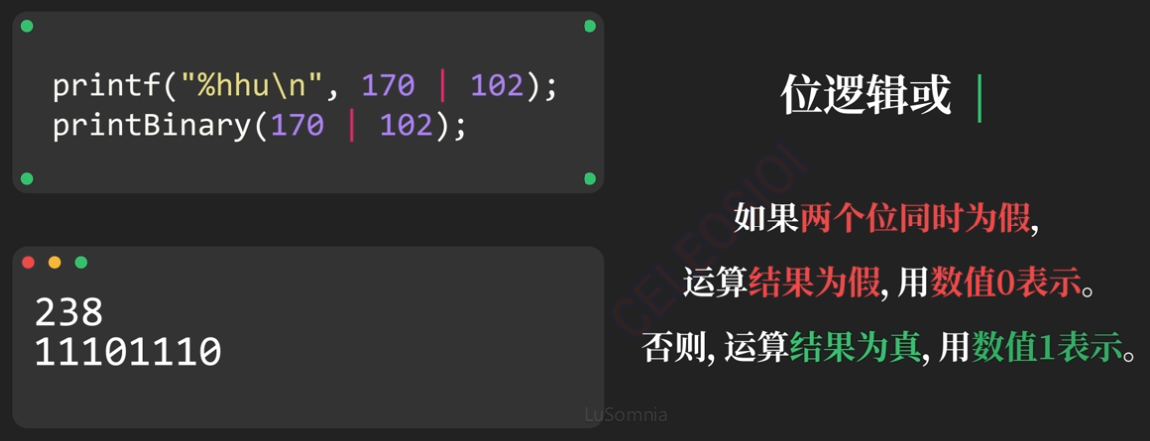 printf("%hhu\n", 170 | 102);
printBinary(170 | 102);
238
11101110
位逻辑或 |
如果两个位同时为假,
运算结果为假, 用数值0表示。
否则, 运算结果为真, 用数值1表示。
CELEOSIOI
LuSomnia